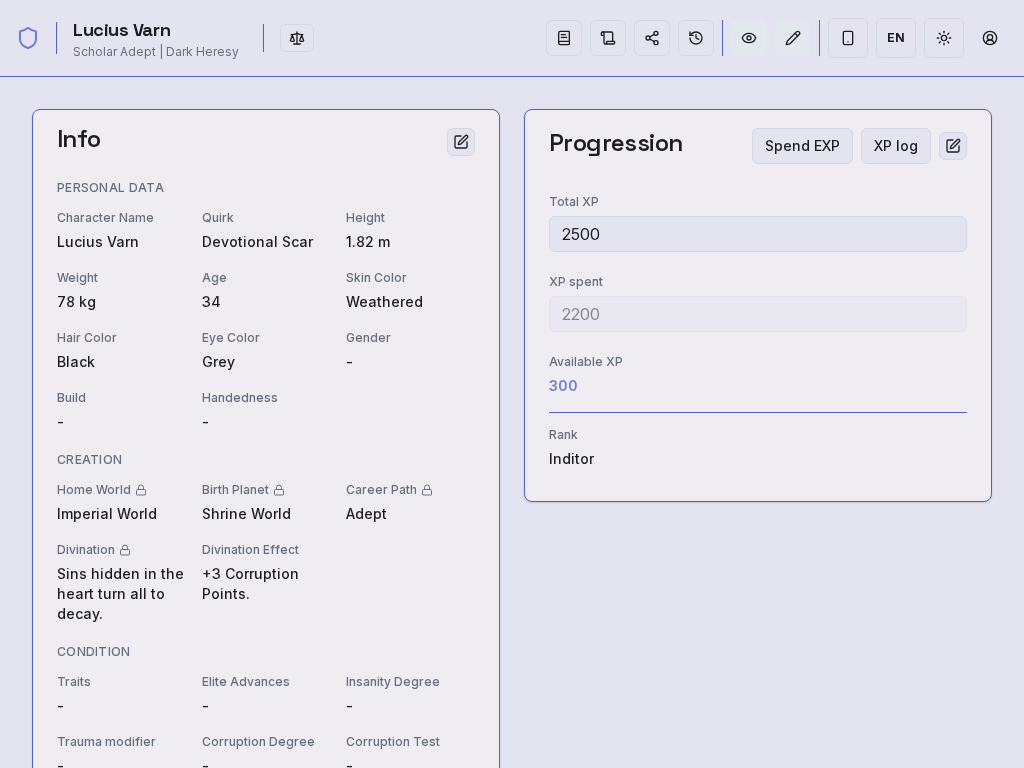 Lucius Varn
Scholar Adept | Dark Heresy
EN
Info
PERSONAL DATA
Character Name
Quirk
Height
Lucius Varn
Devotional Scar
1.82 m
Weight
Age
Skin Color
78 kg
34
Weathered
Hair Color
Eye Color
Gender
Black
Grey
-
Build
Handedness
-
-
CREATION
Home World
Birth Planet
Career Path
Imperial World
Shrine World
Adept
Divination
Divination Effect
Sins hidden in the
heart turn all to
decay.
+3 Corruption
Points.
CONDITION
Traits
Elite Advances
Insanity Degree
-
-
-
Trauma modifier
Corruption Degree
Corruption Test
-
-
-
Progression
Spend EXP
XP log
Total XP
2500
XP spent
2200
Available XP
300
Rank
Inditor